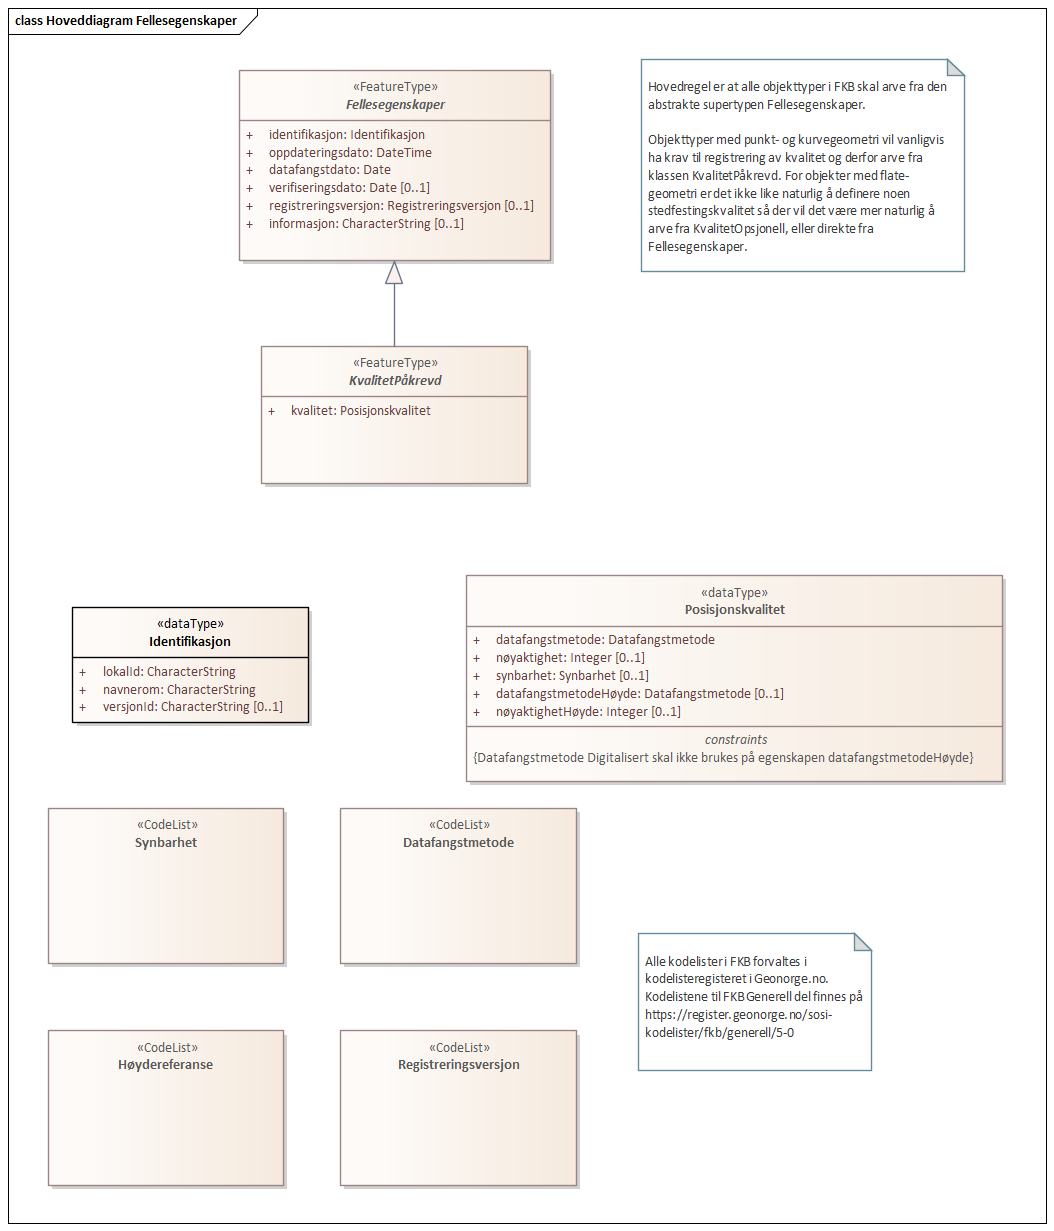 class Hoveddiagram Fellesegenskaper
«FeatureType»
Fellesegenskaper
+ identifikasjon: Identifikasjon
+ oppdateringsdato: DateTime
+ datafangstdato: Date
+ verifiseringsdato: Date [0..1]
+ registreringsversjon: Registreringsversjon [0..1]
+ informasjon: CharacterString [0..1]
Hovedregel er at alle objekttyper i FKB skal arve fra den
abstrakte supertypen Fellesegenskaper.
Objekttyper med punkt- og kurvegeometri vil vanligvis
ha krav til registrering av kvalitet og derfor arve fra
klassen KvalitetPåkrevd. For objekter med flate-
geometri er det ikke like naturlig å definere noen
stedfestingskvalitet så der vil det være mer naturlig å
arve fra KvalitetOpsjonell, eller direkte fra
Fellesegenskaper.
«FeatureType»
KvalitetPåkrevd
+ kvalitet: Posisjonskvalitet
«dataType»
Identifikasjon
+ lokalId: CharacterString
+ navnerom: CharacterString
+ versjonId: CharacterString [0..1]
«dataType»
Posisjonskvalitet
+ datafangstmetode: Datafangstmetode
+ nøyaktighet: Integer [0..1]
+ synbarhet: Synbarhet [0..1]
+ datafangstmetodeHøyde: Datafangstmetode [0..1]
+ nøyaktighetHøyde: Integer [0..1]
constraints
{Datafangstmetode Digitalisert skal ikke brukes på egenskapen datafangstmetodeHøyde}
«CodeList»
Synbarhet
«CodeList»
Datafangstmetode
«CodeList»
Høydereferanse
«CodeList»
Registreringsversjon
Alle kodelister i FKB forvaltes i
kodelisteregisteret i Geonorge.no.
Kodelistene til FKB Generell del finnes på
https://register.geonorge.no/sosi-
kodelister/fkb/generell/5-0